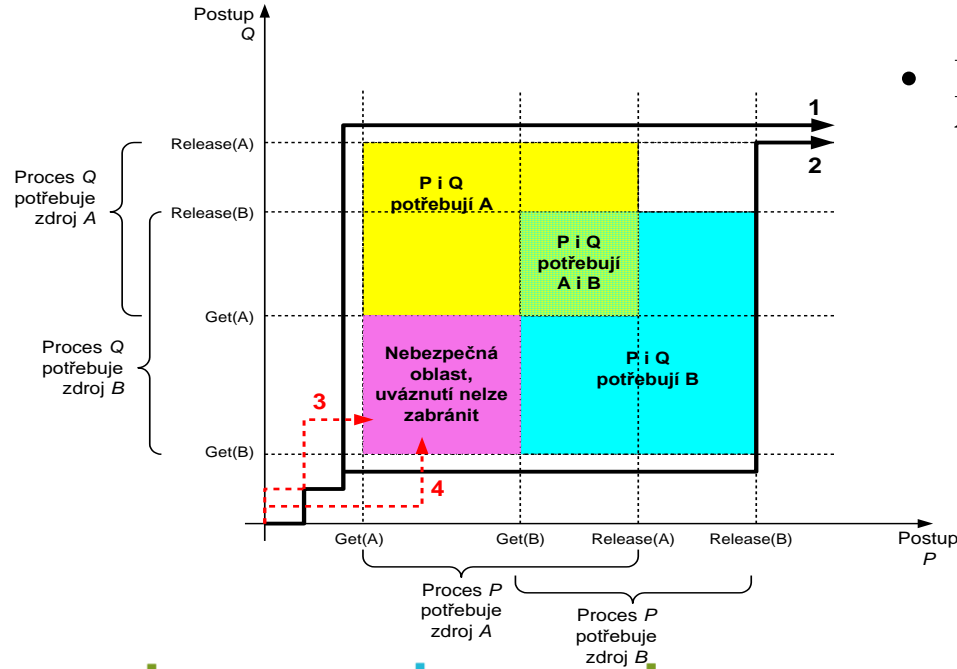 Postup
Q
1
2
Release(A)
Proces Q
potřebuje
zdroj A
P i Q
potřebují A
Release(B)
P i Q
potřebují
A i B
Get(A)
Proces Q
potřebuje
zdroj B
Nebezpečná
oblast,
uváznutí nelze
zabránit
P i Q
potřebují B
3
Get(B)
4
Get(A)
Get(B)
Release(A)
Release(B)
Postup
P
Proces P
potřebuje
zdroj A
Proces P
potřebuje
zdroj B